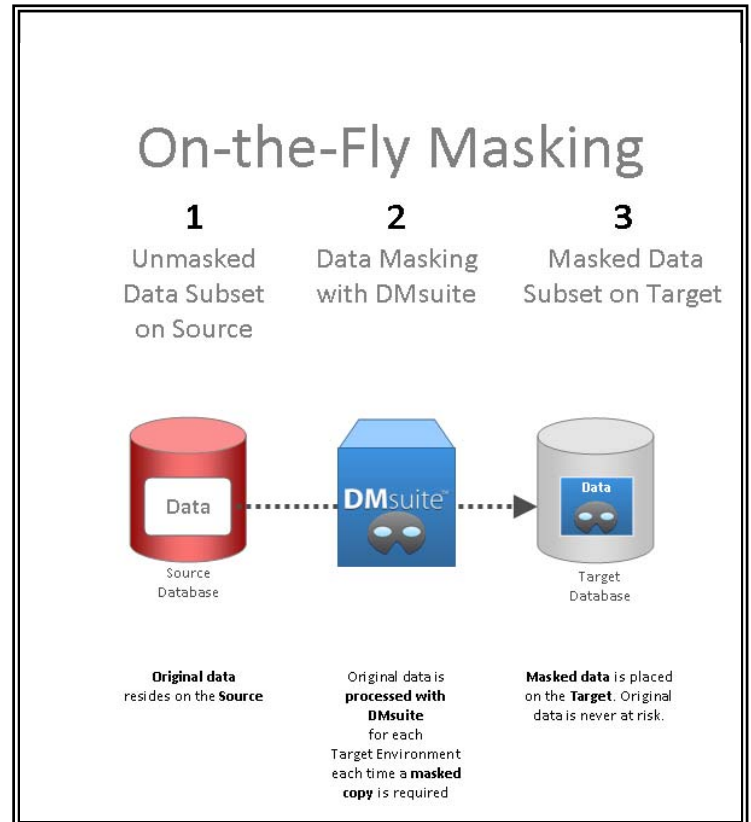 On-the-Fly Masking
1
Unmasked
Data Subset
on Source
2
Data Masking
with DMsuite
3
Masked Data
Subset on Target
Data
Source
Database
DMsuite™
Data
Target
Database
Original data
resides on the Source
Original data is
processed with
DMsuite
for each
Target Environment
each time a masked
copy is required
Masked data is placed
on the Target. Original
data is never at risk.